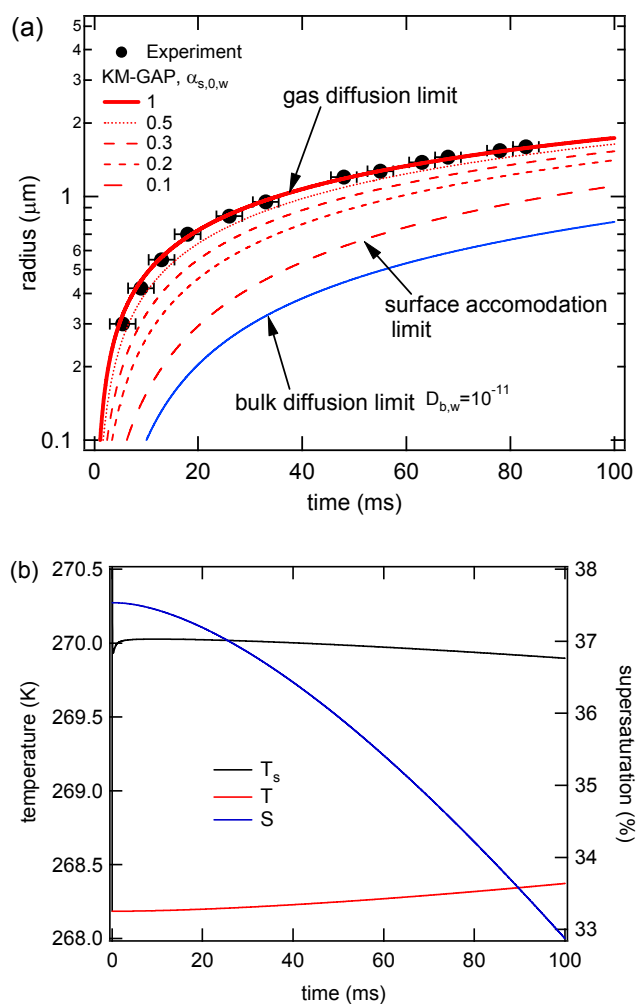 (a)
5
4
3
2
1
8
6
4
3
2
0.1
radius (μm)
Experiment
KM-GAP, αs,0,w
1
0.5
0.3
0.2
0.1
gas diffusion limit
surface accomodation
limit
bulk diffusion limit Db,w=10-11
0 20 40 60 80 100
time (ms)
(b)
270.5
270.0
269.5
269.0
268.5
268.0
temperature (K)
Ts
T
S
38
37
36
35
34
33
supersaturation (%)
0 20 40 60 80 100
time (ms)